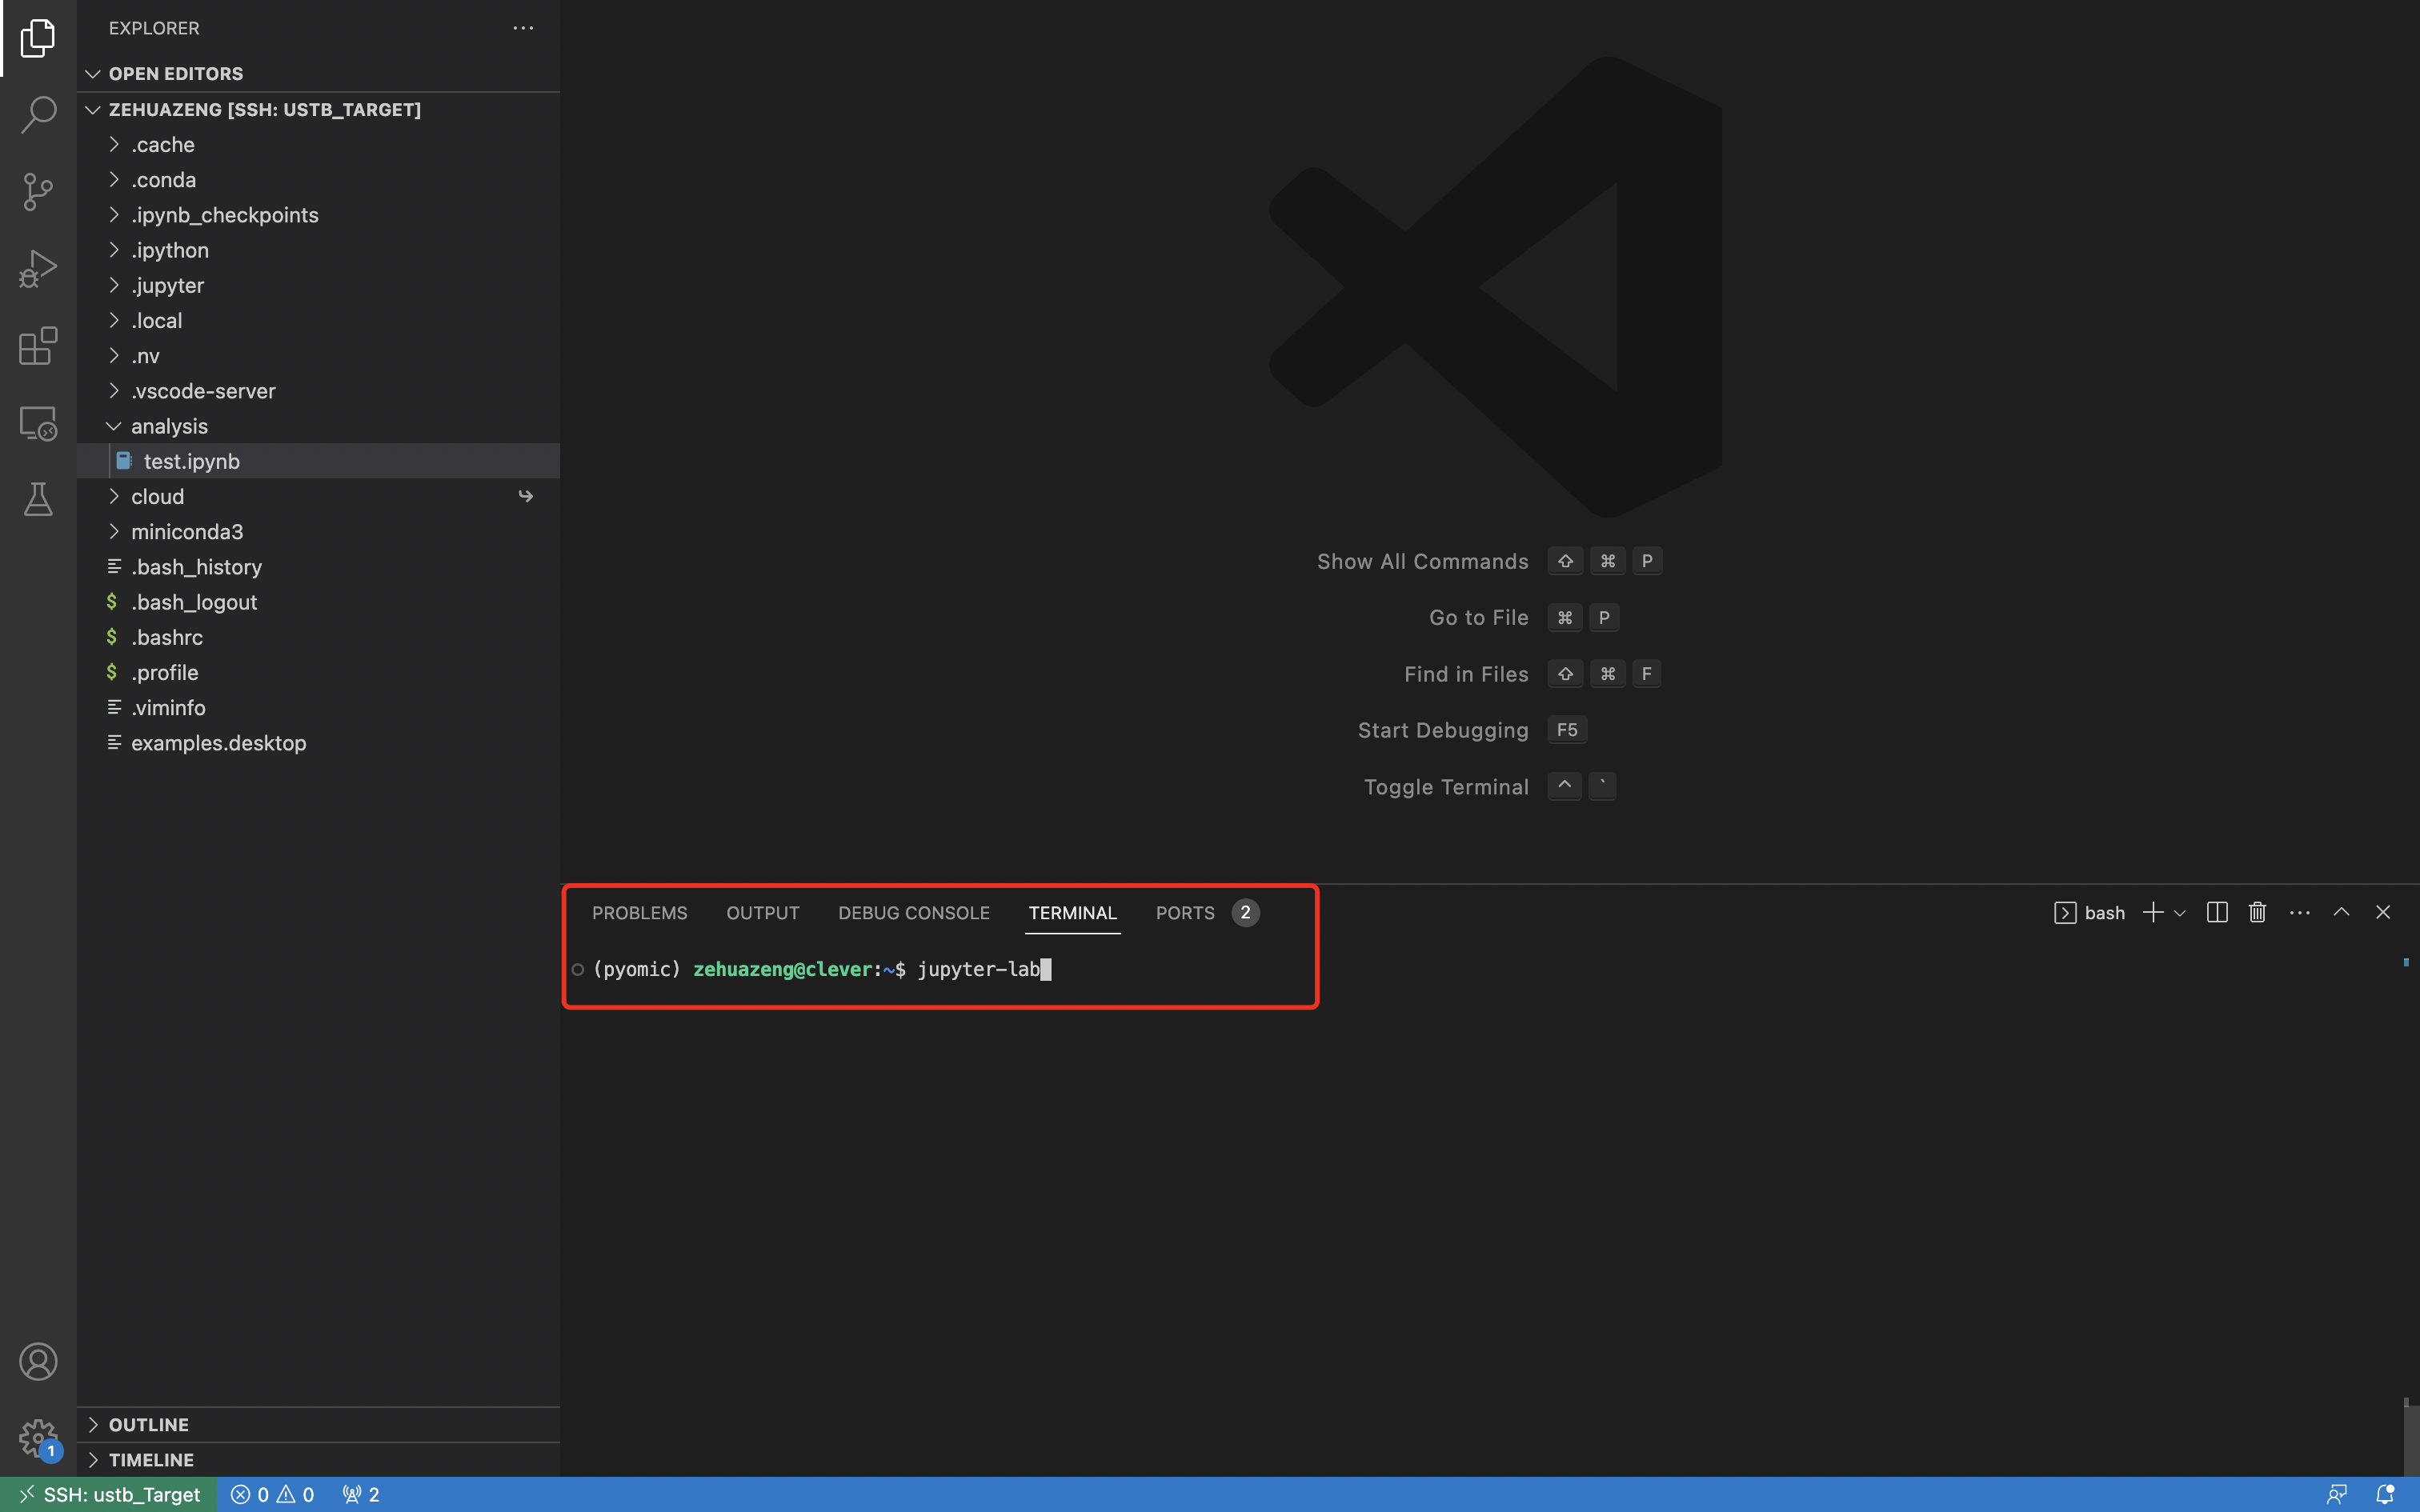 EXPLORER
OPEN EDITORS
ZEHUAZENG [SSH: USTB_TARGET]
.cache
.conda
.ipynb_checkpoints
.ipython
.jupyter
.local
.nv
.vscode-server
analysis
test.ipynb
cloud
miniconda3
.bash_history
$ .bash_logout
$ .bashrc
$ .profile
.viminfo
examples.desktop
OUTLINE
TIMELINE
Show All Commands ⇧ ⌘ P
Go to File ⌘ P
Find in Files ⇧ ⌘ F
Start Debugging F5
Toggle Terminal ^ `
PROBLEMS OUTPUT DEBUG CONSOLE TERMINAL PORTS 2
bash
(pyomic) zehuazeng@clever:~$ jupyter-lab
1
SSH: ustb_Target 0 0 2